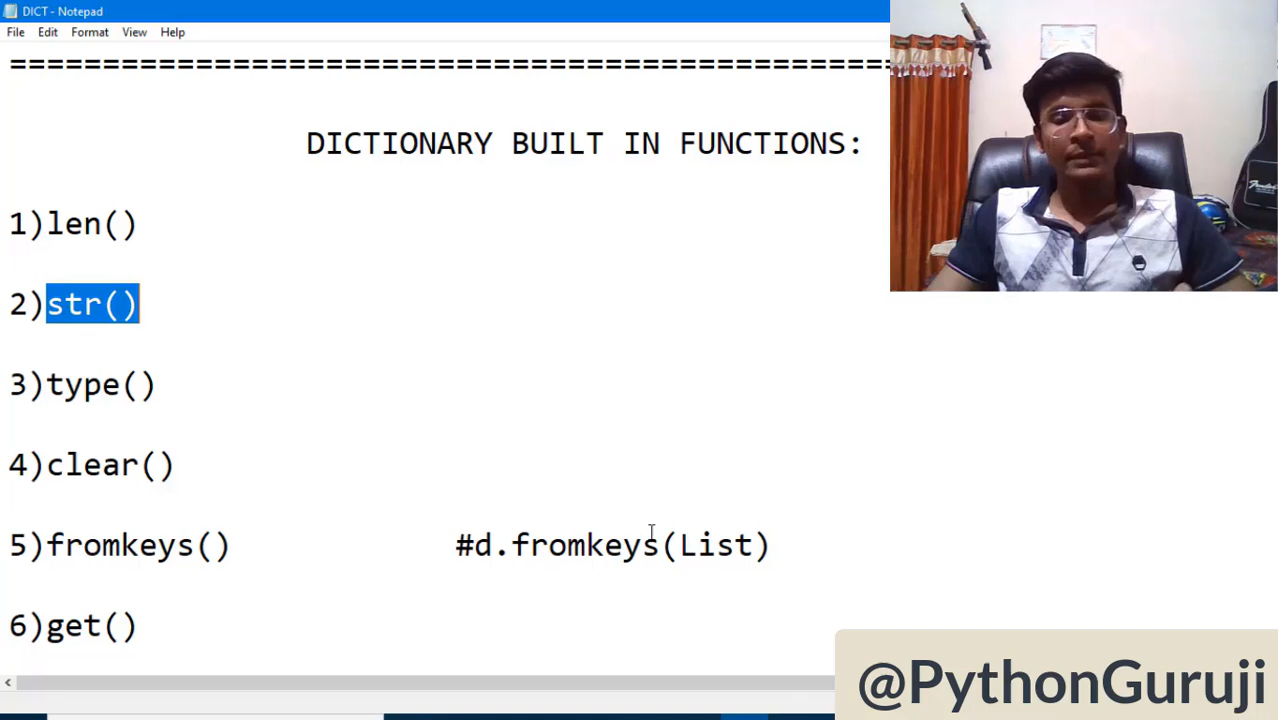 DICT - Notepad
File Edit Format View Help
================================================
DICTIONARY BUILT IN FUNCTIONS:
1)len()
2)str()
3)type()
4)clear()
5)fromkeys() #d.fromkeys(List)
6)get()
@PythonGuruji